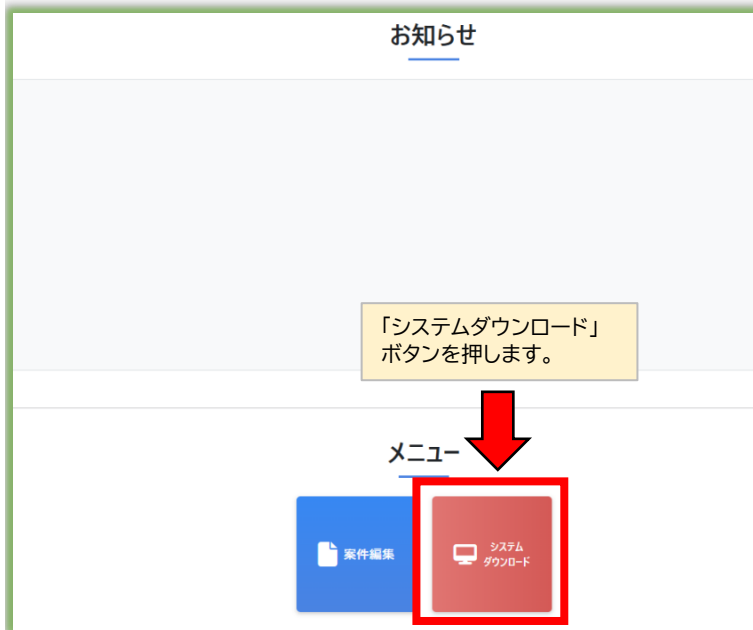 お知らせ
「システムダウンロード」
ボタンを押します。
メニュー
案件編集
システム
ダウンロード